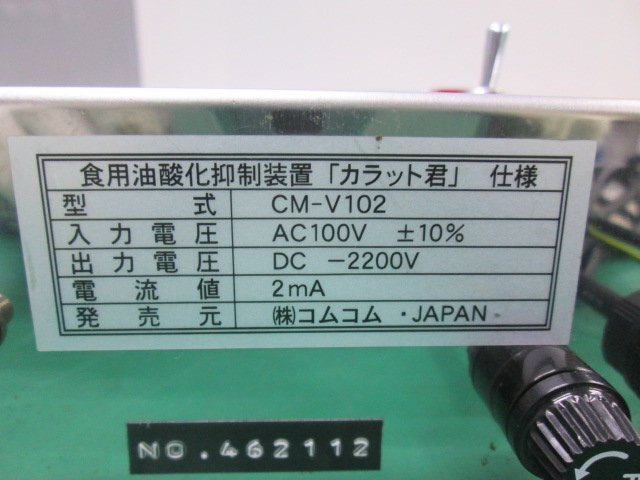 食用油酸化抑制装置「カラット君」 仕様
型式 CM-V102
入力電圧 AC100V ±10%
出力電圧 DC -2200V
電流値 2mA
発売元 ㈱コムコム ・JAPAN
NO.462112